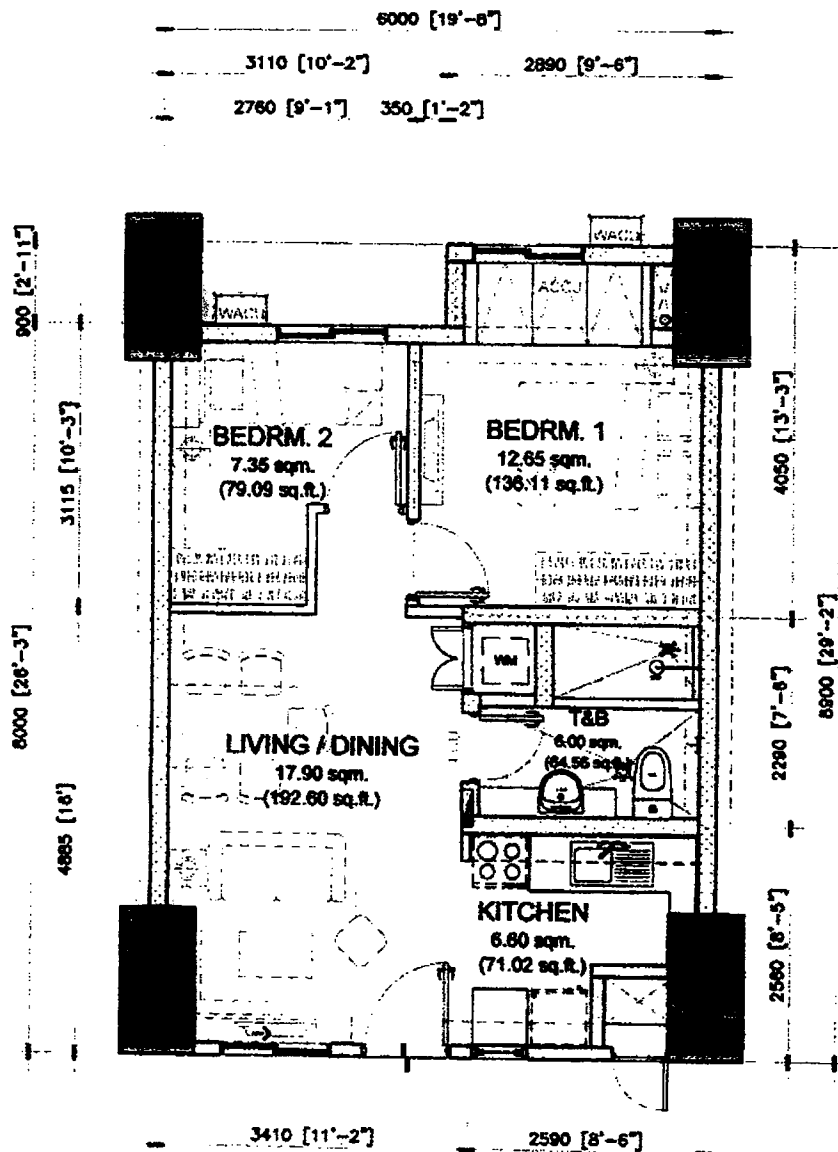 6000 [19'-8"]
3110 [10'-2"]
2890 [9'-6"]
2760 [9'-1"]
350 [1'-2"]
WACU
900 [2'-11"]
ACCU
WACU
BEDRM. 2
7.35 sqm.
(79.09 sq.ft.)
BEDRM. 1
12.65 sqm.
(136.11 sq.ft.)
3115 [10'-3"]
4050 [13'-3"]
8000 [26'-3"]
8900 [29'-2"]
WM
T&B
6.00 sqm.
(64.56 sq.ft.)
2290 [7'-6"]
LIVING / DINING
17.90 sqm.
(192.60 sq.ft.)
4885 [16']
KITCHEN
6.60 sqm.
(71.02 sq.ft.)
2560 [8'-5"]
3410 [11'-2"]
2590 [8'-6"]